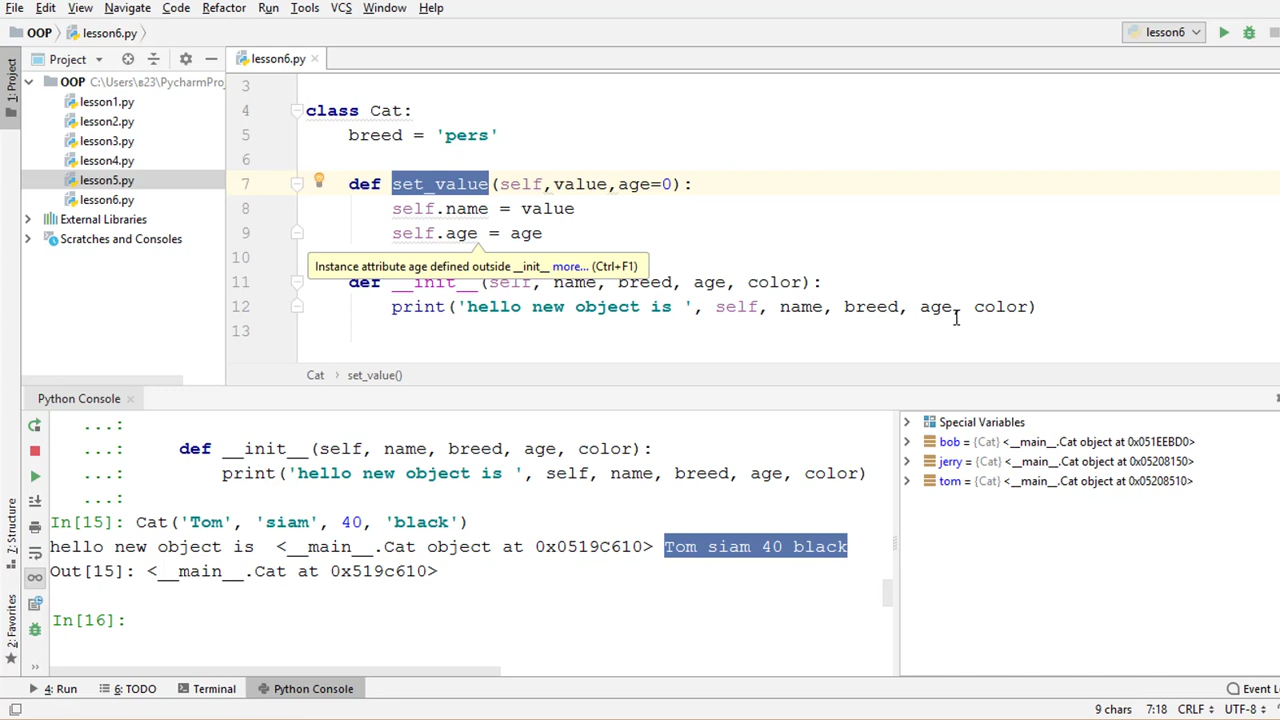 File Edit View Navigate Code Refactor Run Tools VCS Window Help
OOP lesson6.py lesson6
1: Project
Project lesson6.py
OOP C:\Users\в23\PycharmProj
lesson1.py
lesson2.py
lesson3.py
lesson4.py
lesson5.py
lesson6.py
External Libraries
Scratches and Consoles
3
4 class Cat:
5 breed = 'pers'
6
7 def set_value(self,value,age=0):
8 self.name = value
9 self.age = age
10
Instance attribute age defined outside __init__ more... (Ctrl+F1)
11 def __init__(self, name, breed, age, color):
12 print('hello new object is ', self, name, breed, age, color)
13
Cat set_value()
Python Console
...:
...: def __init__(self, name, breed, age, color):
...: print('hello new object is ', self, name, breed, age, color)
...:
In[15]: Cat('Tom', 'siam', 40, 'black')
hello new object is <__main__.Cat object at 0x0519C610> Tom siam 40 black
Out[15]: <__main__.Cat at 0x519c610>
In[16]:
Special Variables
bob = {Cat} <__main__.Cat object at 0x051EEBD0>
jerry = {Cat} <__main__.Cat object at 0x05208150>
tom = {Cat} <__main__.Cat object at 0x05208510>
7: Structure
2: Favorites
4: Run 6: TODO Terminal Python Console Event L
9 chars 7:18 CRLF UTF-8